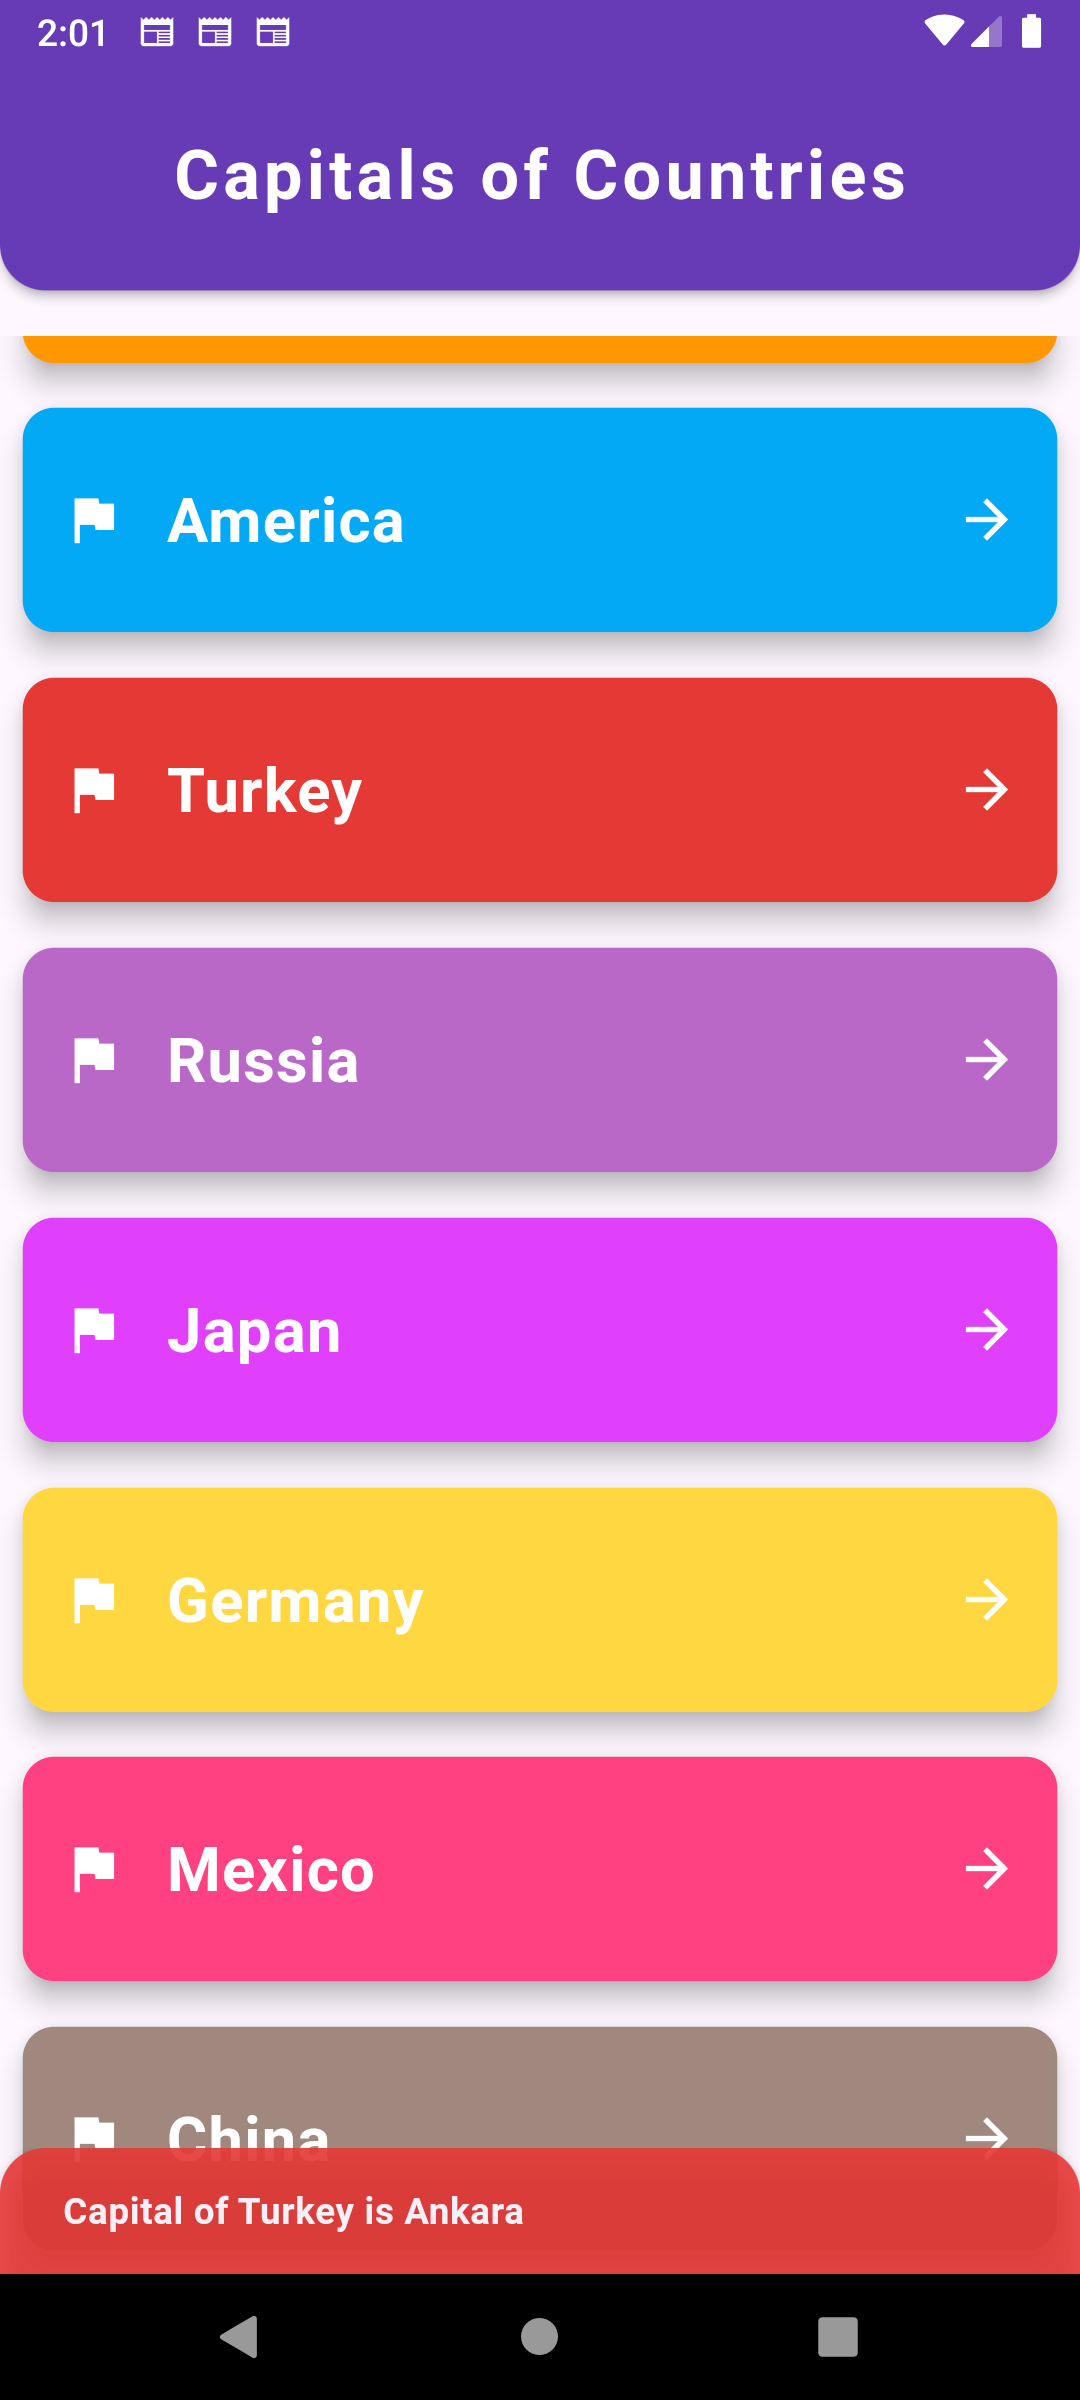 2:01
Capitals of Countries
America
Turkey
Russia
Japan
Germany
Mexico
China
Capital of Turkey is Ankara